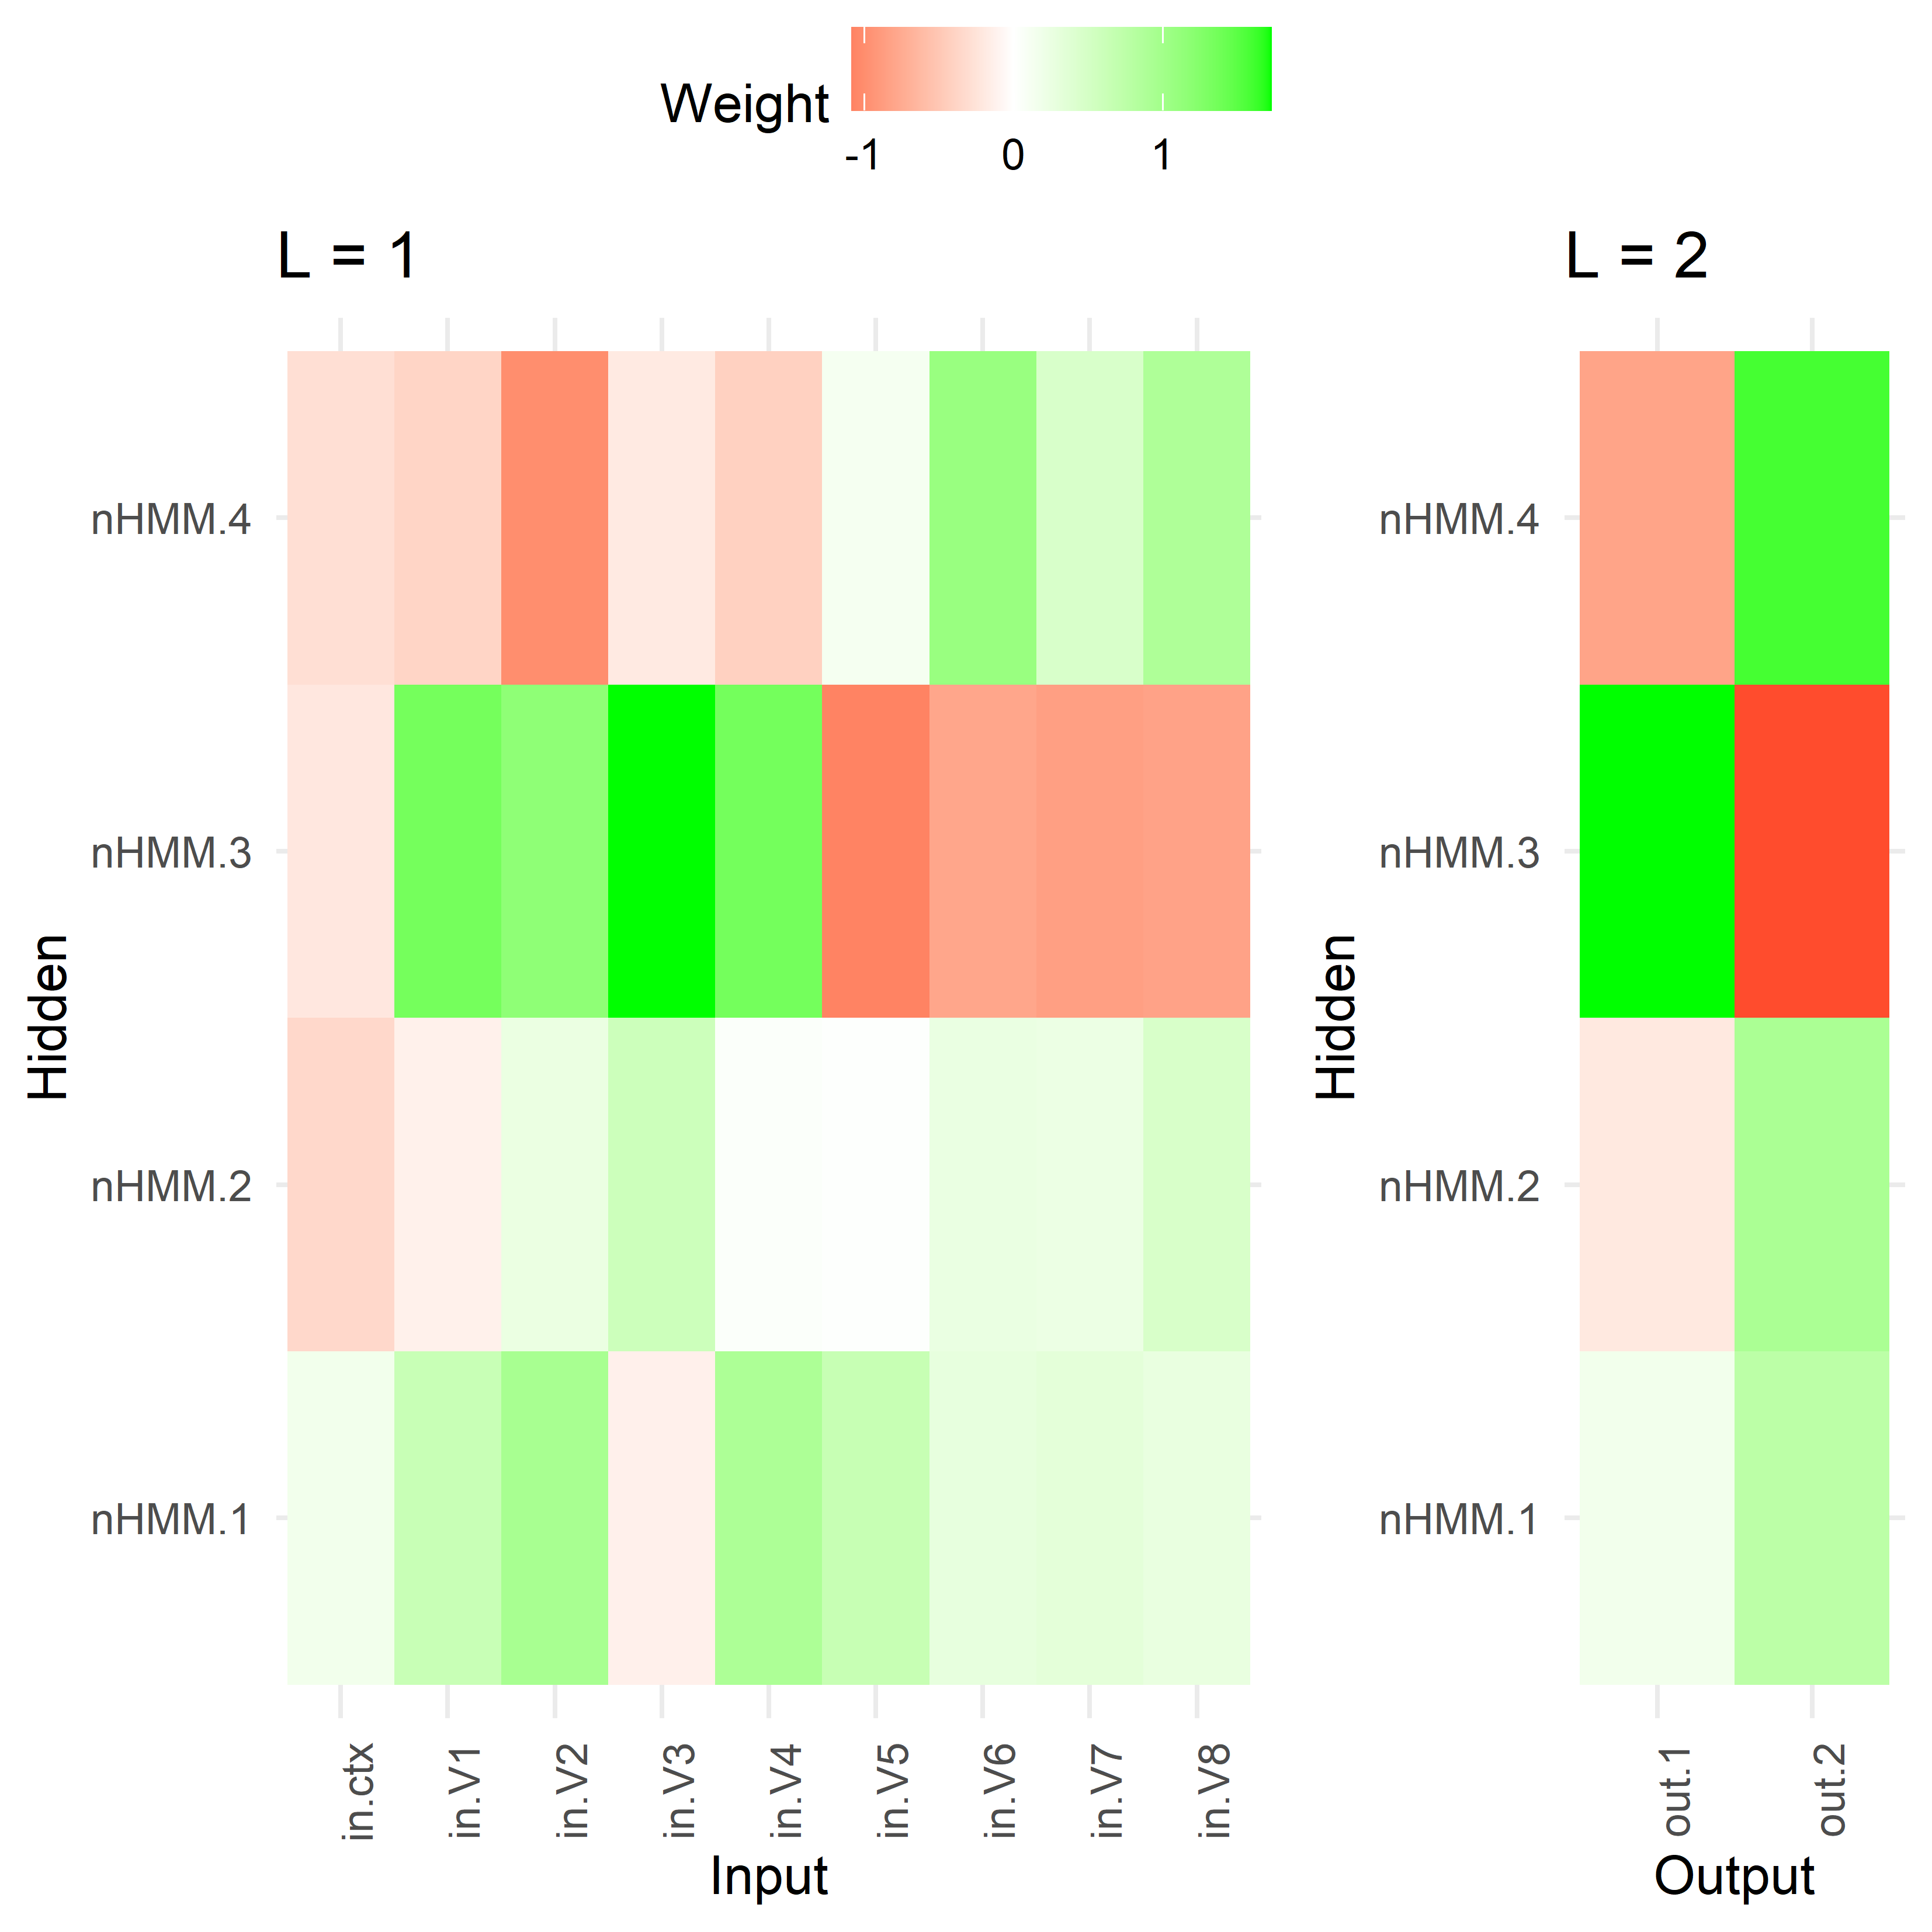 Weight
-1 0 1
L = 1
L = 2
Hidden
nHMM.4
nHMM.3
nHMM.2
nHMM.1
in.ctx in.V1 in.V2 in.V3 in.V4 in.V5 in.V6 in.V7 in.V8
Input
Hidden
nHMM.4
nHMM.3
nHMM.2
nHMM.1
out.1 out.2
Output